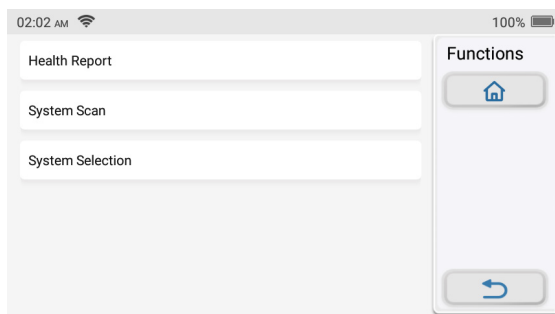 02:02 AM
100%
Functions
Health Report
System Scan
System Selection